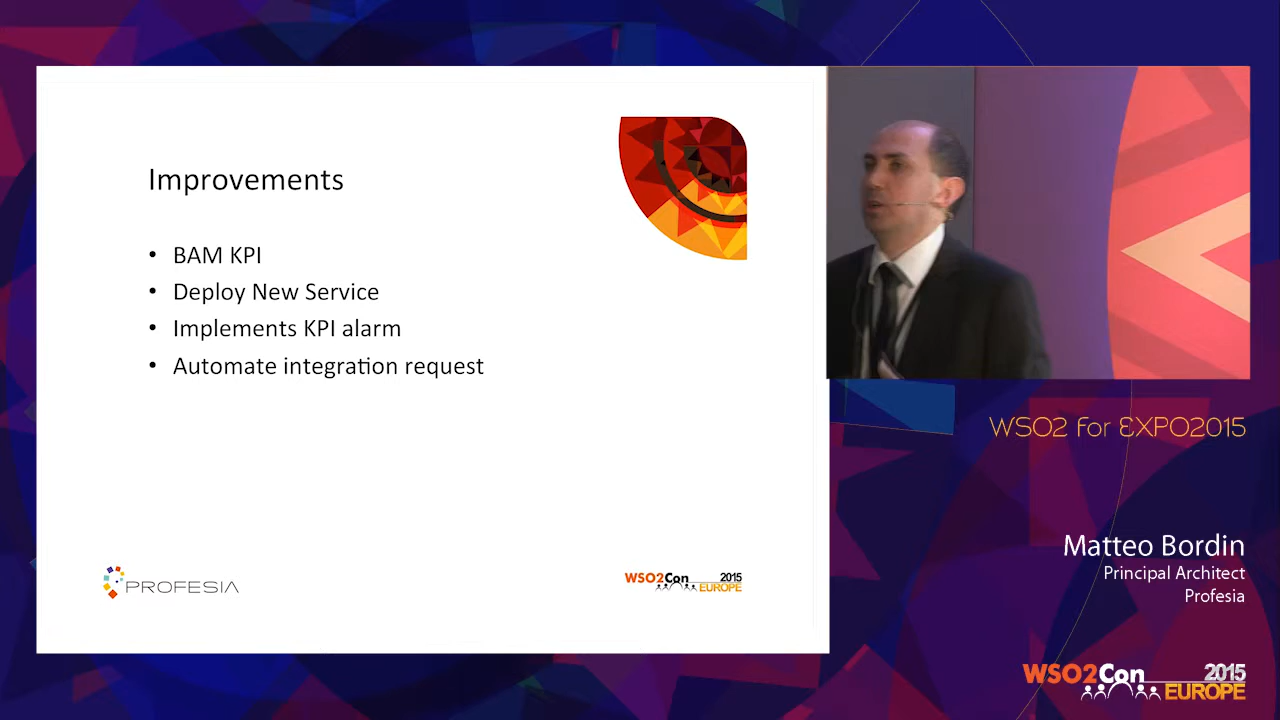 Improvements
• BAM KPI
• Deploy New Service
• Implements KPI alarm
• Automate integration request
PROFESIA
WSO2Con 2015
EUROPE
WSO2 for EXPO2015
Matteo Bordin
Principal Architect
Profesia
WSO2Con 2015
EUROPE